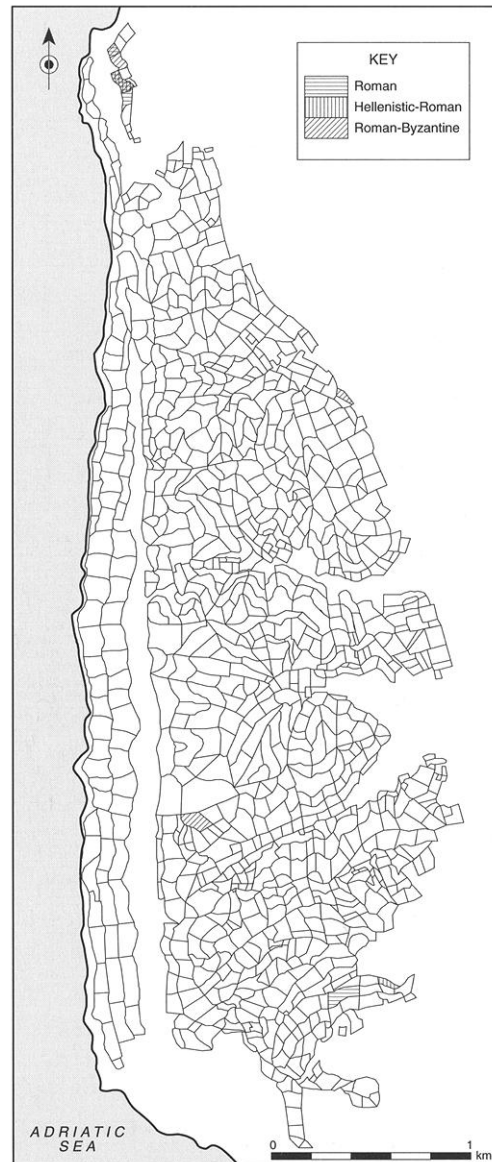 KEY
Roman
Hellenistic-Roman
Roman-Byzantine
ADRIATIC
SEA
0 1
km